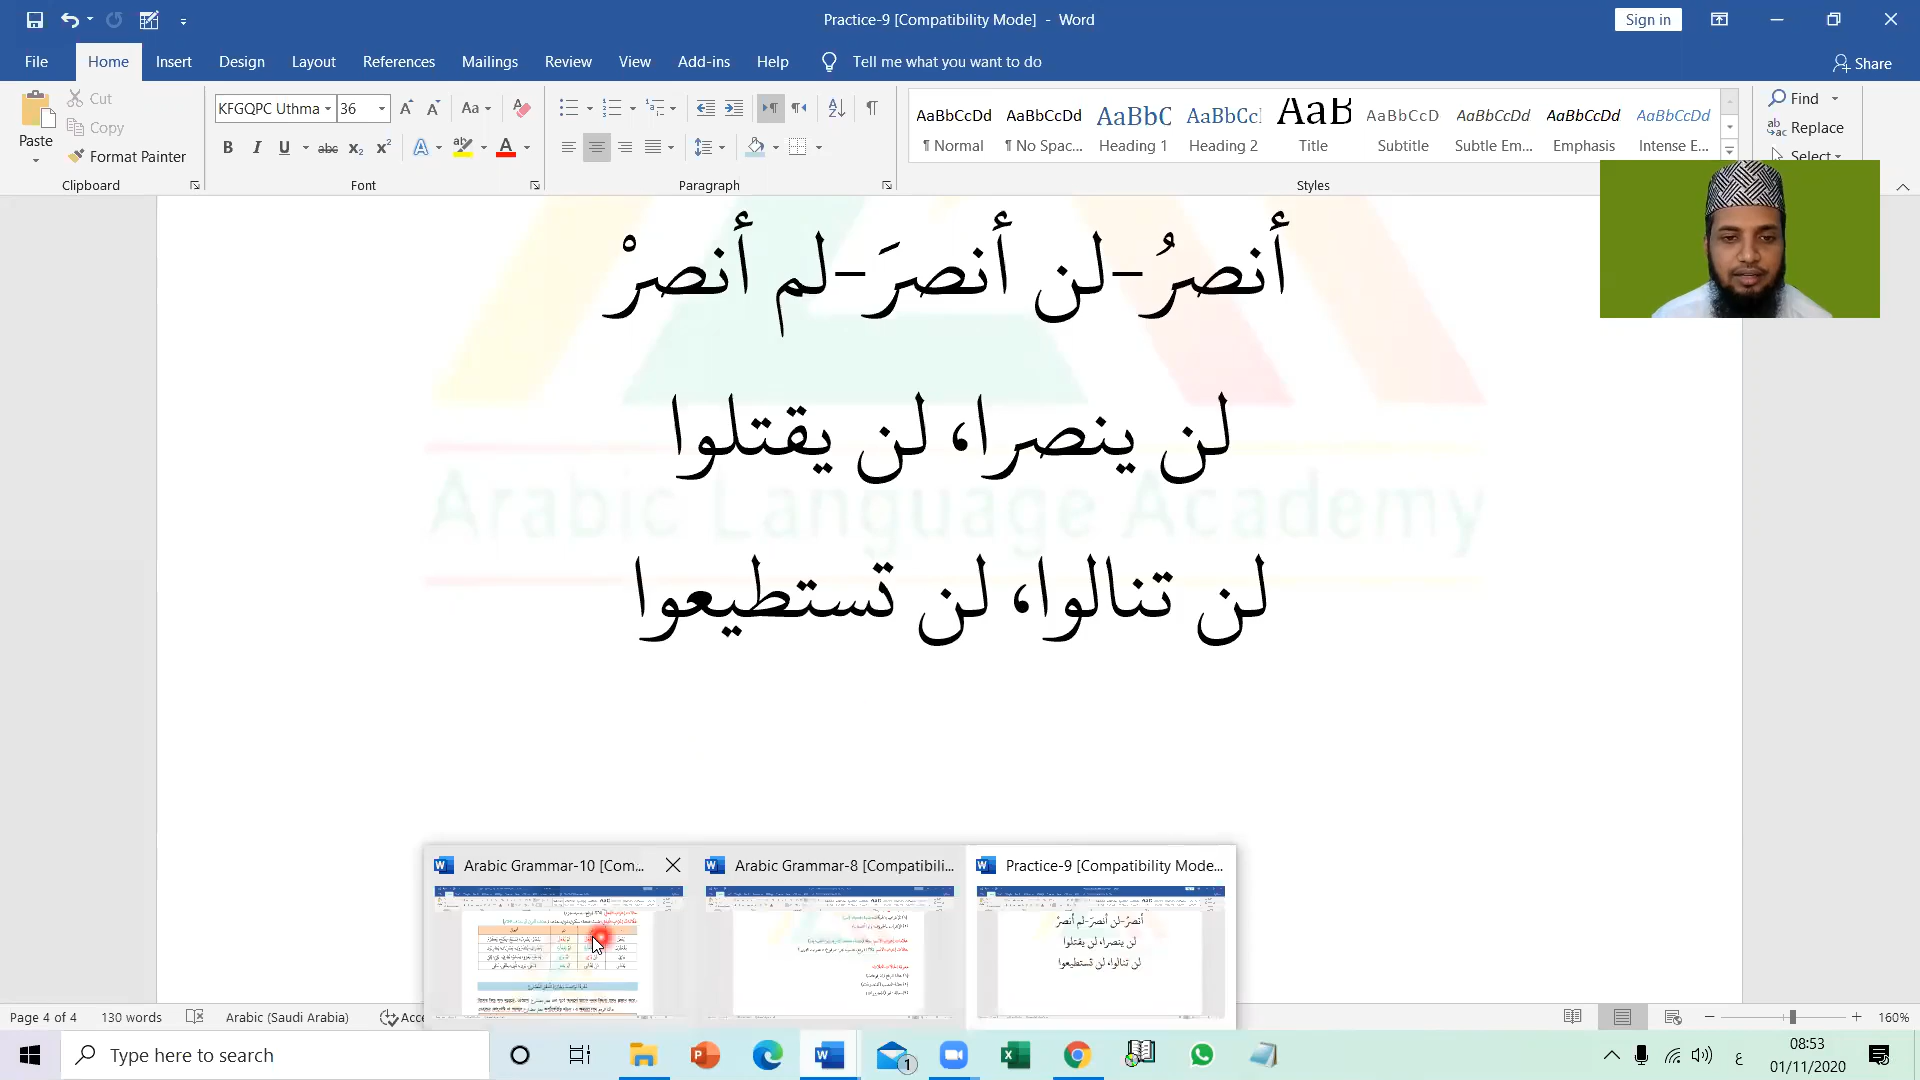 Practice-9 [Compatibility Mode] - Word
Sign in
File Home Insert Design Layout References Mailings Review View Add-ins Help Tell me what you want to do Share
Paste Cut Copy Format Painter Clipboard
KFGQPC Uthma 36 Font
Paragraph
AaBbCcDd ¶ Normal
AaBbCcDd ¶ No Spac...
AaBbC Heading 1
AaBbCcI Heading 2
AaB Title
AaBbCcD Subtitle
AaBbCcDd Subtle Em...
AaBbCcDd Emphasis
AaBbCcDd Intense E...
Styles
Find
Replace
Select
أنصرُ-لن أنصرَ-لم أنصرْ
لن ينصرا، لن يقتلوا
Arabic Language Academy
لن تنالوا، لن تستطيعوا
Arabic Grammar-10 [Com...
Arabic Grammar-8 [Compatibili...
Practice-9 [Compatibility Mode...
أنصرُ-لن أنصرَ-لم أنصرْ
لن ينصرا، لن يقتلوا
لن تنالوا، لن تستطيعوا
Page 4 of 4 130 words Arabic (Saudi Arabia) Acce 160%
Type here to search
1
ع
08:53
01/11/2020